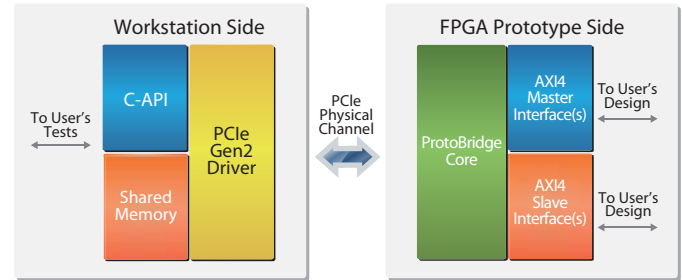 Workstation Side
To User's
Tests
C-API
Shared
Memory
PCIe
Gen2
Driver
PCIe
Physical
Channel
FPGA Prototype Side
ProtoBridge
Core
AXI4
Master
Interface(s)
AXI4
Slave
Interface(s)
To User's
Design
To User's
Design